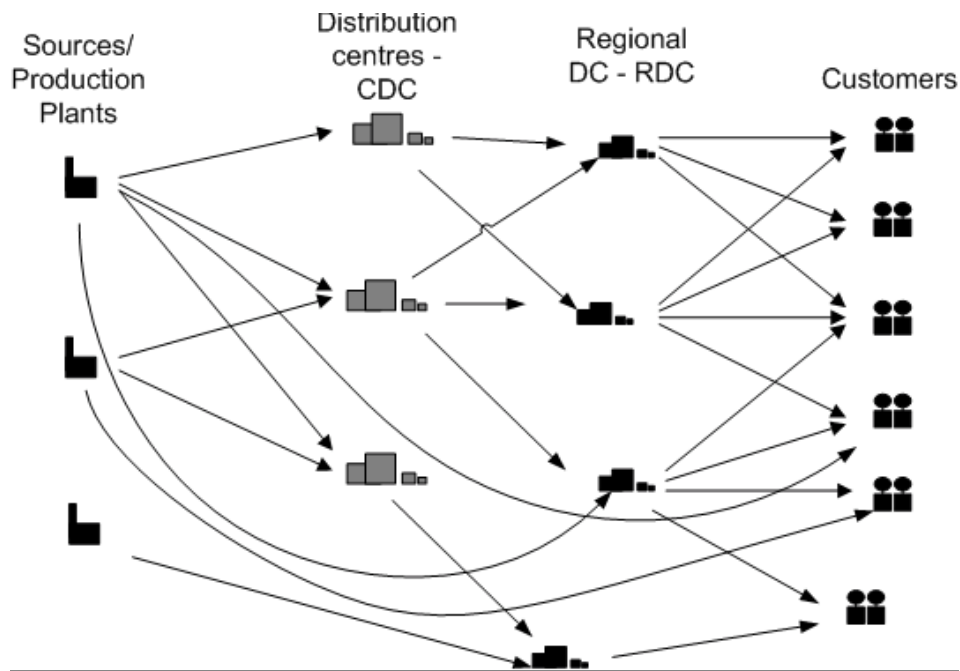 Sources/
Production
Plants
Distribution
centres -
CDC
Regional
DC - RDC
Customers